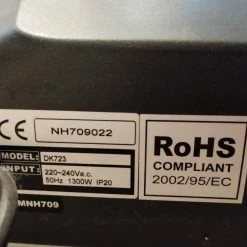 CE NH709022
MODEL: DK723
INPUT: 220~240Va.c.
50Hz 1300W IP20
MNH709
RoHS
COMPLIANT
2002/95/EC